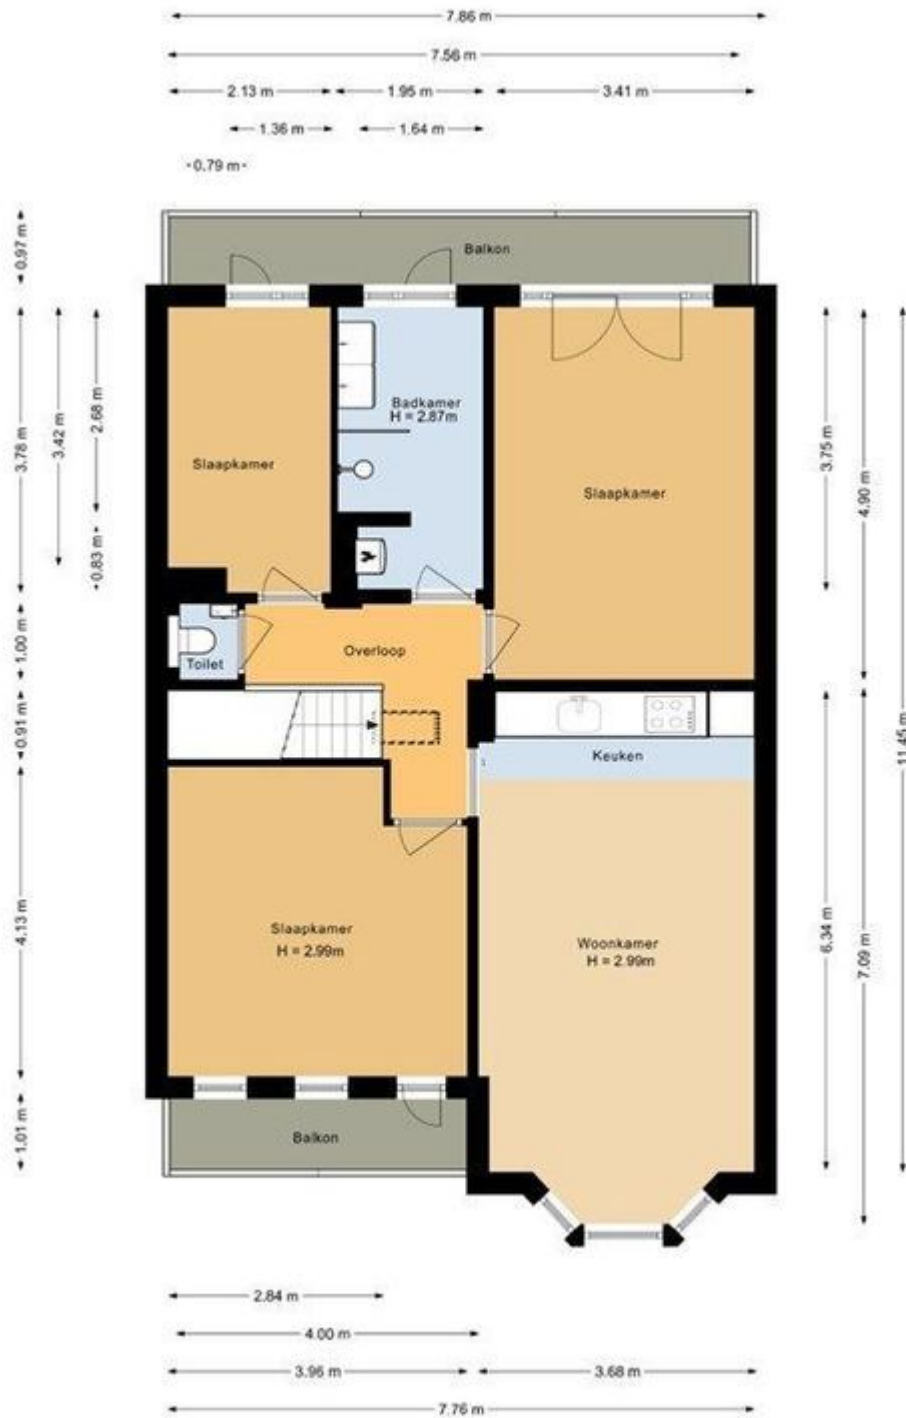 7.86 m
7.56 m
2.13 m
1.95 m
3.41 m
1.36 m
1.64 m
0.79 m
0.97 m
Balkon
3.78 m
3.42 m
2.68 m
0.83 m
Slaapkamer
Badkamer
H = 2.87m
Slaapkamer
3.75 m
4.90 m
11.45 m
1.00 m
Toilet
Overloop
0.91 m
Keuken
4.13 m
Slaapkamer
H = 2.99m
Woonkamer
H = 2.99m
6.34 m
7.09 m
1.01 m
Balkon
2.84 m
4.00 m
3.96 m
3.68 m
7.76 m